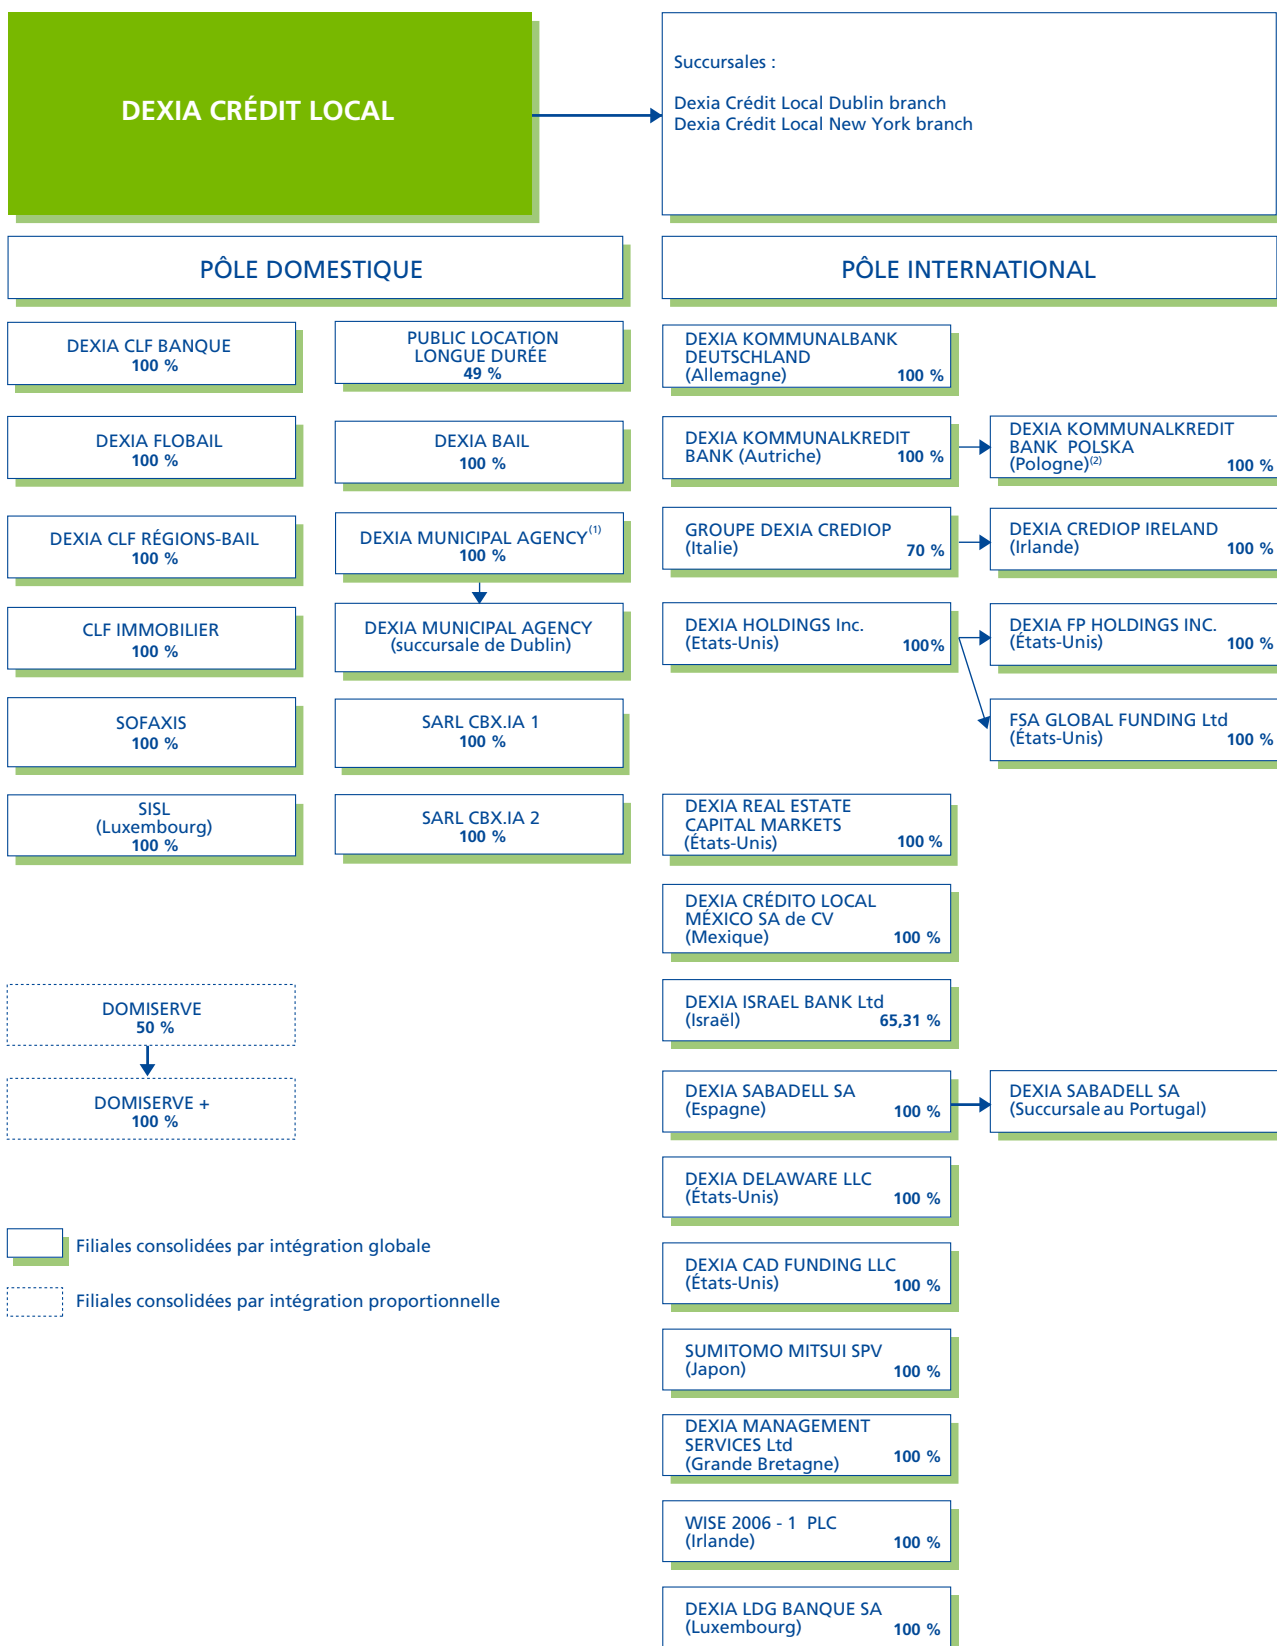 DEXIA CRÉDIT LOCAL
Succursales :
Dexia Crédit Local Dublin branch
Dexia Crédit Local New York branch
PÔLE DOMESTIQUE
DEXIA CLF BANQUE
100 %
PUBLIC LOCATION
LONGUE DURÉE
49 %
DEXIA FLOBAIL
100 %
DEXIA BAIL
100 %
DEXIA CLF RÉGIONS-BAIL
100 %
DEXIA MUNICIPAL AGENCY(1)
100 %
CLF IMMOBILIER
100 %
DEXIA MUNICIPAL AGENCY
(succursale de Dublin)
SOFAXIS
100 %
SARL CBX.IA 1
100 %
SISL
(Luxembourg)
100 %
SARL CBX.IA 2
100 %
DOMISERVE
50 %
DOMISERVE +
100 %
Filiales consolidées par intégration globale
Filiales consolidées par intégration proportionnelle
PÔLE INTERNATIONAL
DEXIA KOMMUNALBANK
DEUTSCHLAND
(Allemagne) 100 %
DEXIA KOMMUNALKREDIT
BANK (Autriche) 100 %
DEXIA KOMMUNALKREDIT
BANK POLSKA
(Pologne)(2) 100 %
GROUPE DEXIA CREDIOP
(Italie) 70 %
DEXIA CREDIOP IRELAND
(Irlande) 100 %
DEXIA HOLDINGS Inc.
(Etats-Unis) 100%
DEXIA FP HOLDINGS INC.
(États-Unis) 100 %
FSA GLOBAL FUNDING Ltd
(États-Unis) 100 %
DEXIA REAL ESTATE
CAPITAL MARKETS
(États-Unis) 100 %
DEXIA CRÉDITO LOCAL
MÉXICO SA de CV
(Mexique) 100 %
DEXIA ISRAEL BANK Ltd
(Israël) 65,31 %
DEXIA SABADELL SA
(Espagne) 100 %
DEXIA SABADELL SA
(Succursale au Portugal)
DEXIA DELAWARE LLC
(États-Unis) 100 %
DEXIA CAD FUNDING LLC
(États-Unis) 100 %
SUMITOMO MITSUI SPV
(Japon) 100 %
DEXIA MANAGEMENT
SERVICES Ltd
(Grande Bretagne) 100 %
WISE 2006 - 1 PLC
(Irlande) 100 %
DEXIA LDG BANQUE SA
(Luxembourg) 100 %